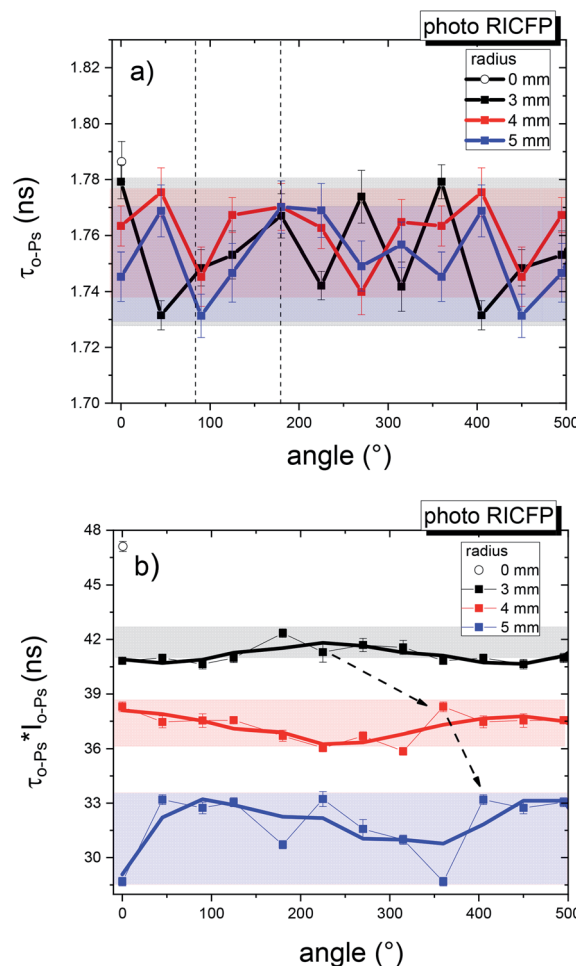 photo RICFP
a)
radius
0 mm
3 mm
4 mm
5 mm
1.83
1.82
1.80
1.78
1.76
1.74
1.72
1.70
τo-Ps (ns)
0 100 200 300 400 500
angle (°)
photo RICFP
b)
radius
0 mm
3 mm
4 mm
5 mm
48
45
42
39
36
33
30
τo-Ps*Io-Ps (ns)
0 100 200 300 400 500
angle (°)